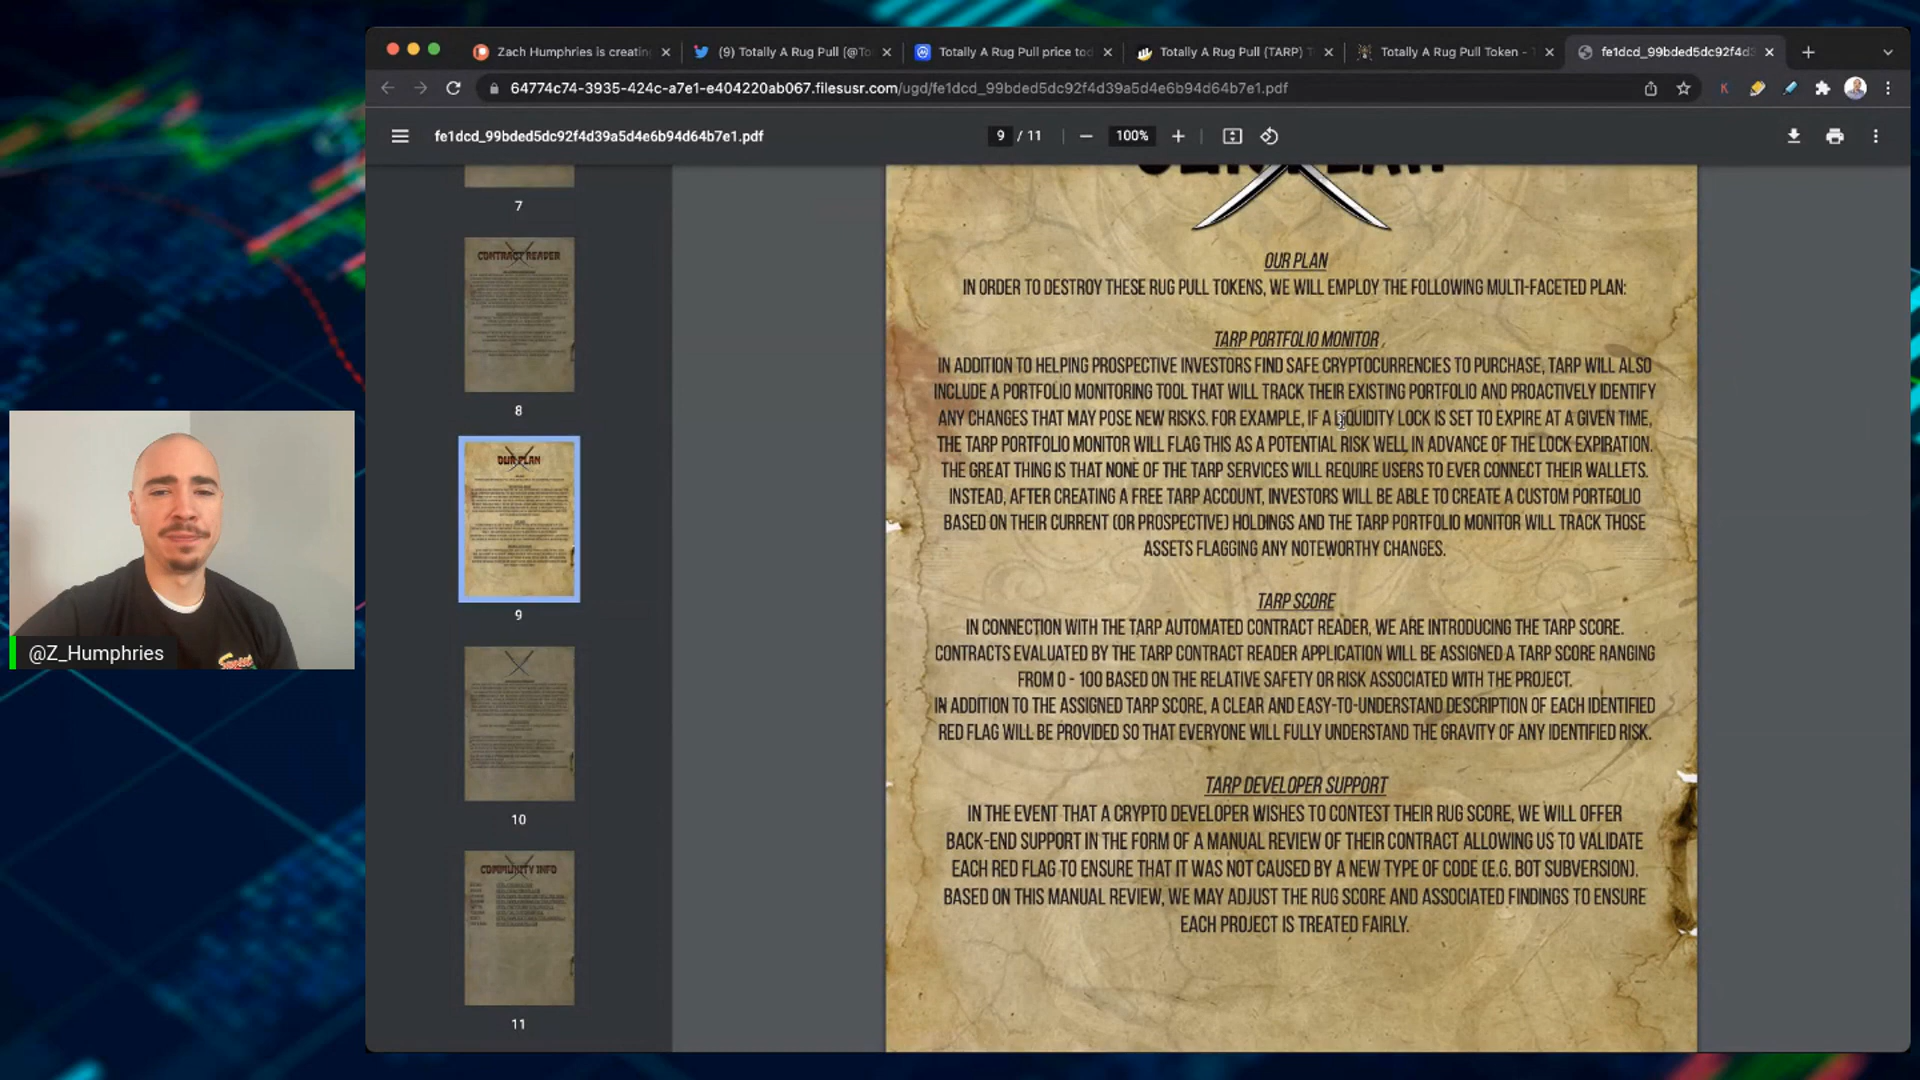 Zach Humphries is creatin
(9) Totally A Rug Pull (@To
Totally A Rug Pull price tod
Totally A Rug Pull (TARP) T
Totally A Rug Pull Token -
fe1dcd_99bded5dc92f4d3
64774c74-3935-424c-a7e1-e404220ab067.filesusr.com/ugd/fe1dcd_99bded5dc92f4d39a5d4e6b94d64b7e1.pdf
fe1dcd_99bded5dc92f4d39a5d4e6b94d64b7e1.pdf
9 / 11
100%
7
CONTRACT READER
8
OUR PLAN
9
10
COMMUNITY INFO
11
OUR PLAN
IN ORDER TO DESTROY THESE RUG PULL TOKENS, WE WILL EMPLOY THE FOLLOWING MULTI-FACETED PLAN:
TARP PORTFOLIO MONITOR
IN ADDITION TO HELPING PROSPECTIVE INVESTORS FIND SAFE CRYPTOCURRENCIES TO PURCHASE, TARP WILL ALSO
INCLUDE A PORTFOLIO MONITORING TOOL THAT WILL TRACK THEIR EXISTING PORTFOLIO AND PROACTIVELY IDENTIFY
ANY CHANGES THAT MAY POSE NEW RISKS. FOR EXAMPLE, IF A LIQUIDITY LOCK IS SET TO EXPIRE AT A GIVEN TIME,
THE TARP PORTFOLIO MONITOR WILL FLAG THIS AS A POTENTIAL RISK WELL IN ADVANCE OF THE LOCK EXPIRATION.
THE GREAT THING IS THAT NONE OF THE TARP SERVICES WILL REQUIRE USERS TO EVER CONNECT THEIR WALLETS.
INSTEAD, AFTER CREATING A FREE TARP ACCOUNT, INVESTORS WILL BE ABLE TO CREATE A CUSTOM PORTFOLIO
BASED ON THEIR CURRENT (OR PROSPECTIVE) HOLDINGS AND THE TARP PORTFOLIO MONITOR WILL TRACK THOSE
ASSETS FLAGGING ANY NOTEWORTHY CHANGES.
TARP SCORE
IN CONNECTION WITH THE TARP AUTOMATED CONTRACT READER, WE ARE INTRODUCING THE TARP SCORE.
CONTRACTS EVALUATED BY THE TARP CONTRACT READER APPLICATION WILL BE ASSIGNED A TARP SCORE RANGING
FROM 0 - 100 BASED ON THE RELATIVE SAFETY OR RISK ASSOCIATED WITH THE PROJECT.
IN ADDITION TO THE ASSIGNED TARP SCORE, A CLEAR AND EASY-TO-UNDERSTAND DESCRIPTION OF EACH IDENTIFIED
RED FLAG WILL BE PROVIDED SO THAT EVERYONE WILL FULLY UNDERSTAND THE GRAVITY OF ANY IDENTIFIED RISK.
TARP DEVELOPER SUPPORT
IN THE EVENT THAT A CRYPTO DEVELOPER WISHES TO CONTEST THEIR RUG SCORE, WE WILL OFFER
BACK-END SUPPORT IN THE FORM OF A MANUAL REVIEW OF THEIR CONTRACT ALLOWING US TO VALIDATE
EACH RED FLAG TO ENSURE THAT IT WAS NOT CAUSED BY A NEW TYPE OF CODE (E.G. BOT SUBVERSION).
BASED ON THIS MANUAL REVIEW, WE MAY ADJUST THE RUG SCORE AND ASSOCIATED FINDINGS TO ENSURE
EACH PROJECT IS TREATED FAIRLY.
@Z_Humphries